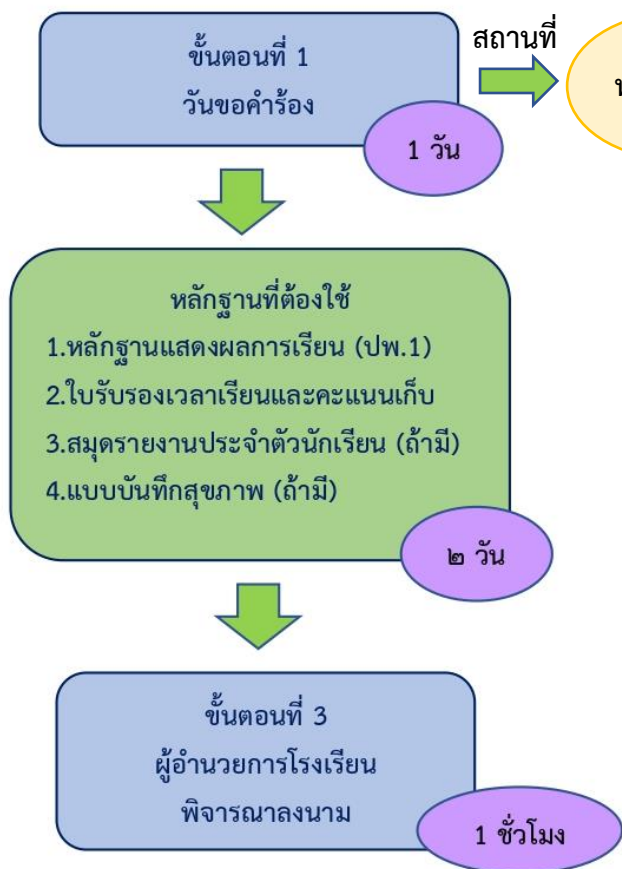 ขั้นตอนที่ 1
วันขอคำร้อง
1 วัน
สถานที่
หลักฐานที่ต้องใช้
1.หลักฐานแสดงผลการเรียน (ปพ.1)
2.ใบรับรองเวลาเรียนและคะแนนเก็บ
3.สมุดรายงานประจำตัวนักเรียน (ถ้ามี)
4.แบบบันทึกสุขภาพ (ถ้ามี)
๒ วัน
ขั้นตอนที่ 3
ผู้อำนวยการโรงเรียน
พิจารณาลงนาม
1 ชั่วโมง